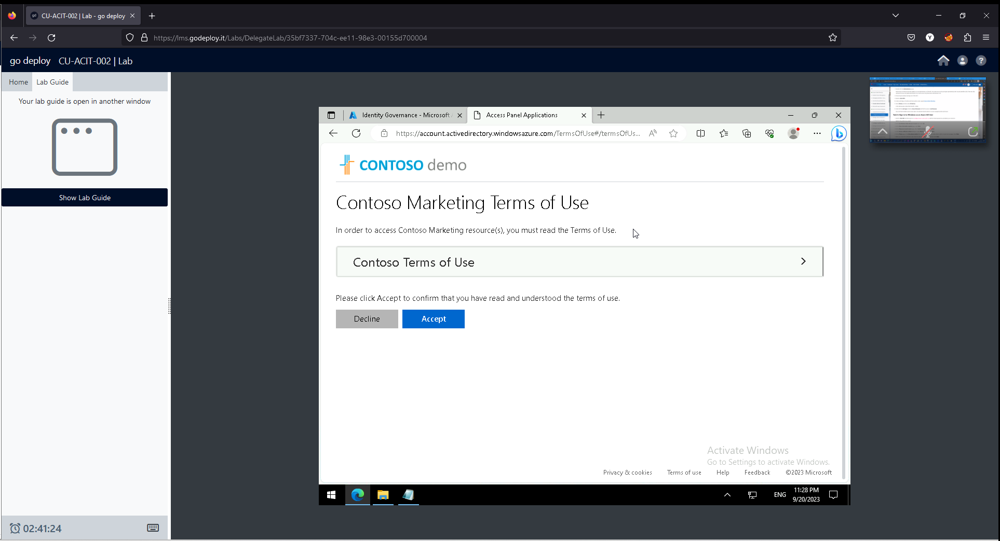 CU-ACIT-002 | Lab - go deploy
https://lms.godeploy.it/Labs/DelegateLab/35bf7337-704c-ee11-98e3-00155d700004
go deploy CU-ACIT-002 | Lab
Home Lab Guide
Your lab guide is open in another window
Show Lab Guide
Identity Governance - Microsoft
Access Panel Applications
https://account.activedirectory.windowsazure.com/TermsOfUse#/termsOfUs...
CONTOSO demo
Contoso Marketing Terms of Use
In order to access Contoso Marketing resource(s), you must read the Terms of Use.
Contoso Terms of Use
Please click Accept to confirm that you have read and understood the terms of use.
Decline Accept
Activate Windows
Go to Settings to activate Windows.
Privacy & cookies Terms of use Help Feedback ©2023 Microsoft
ENG
11:28 PM
9/20/2023
02:41:24